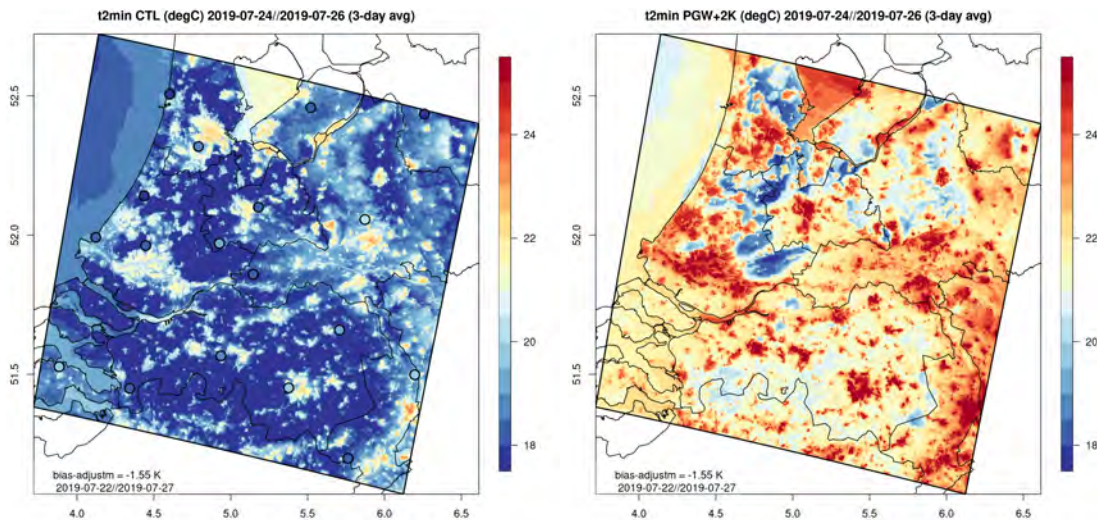 t2min CTL (degC) 2019-07-24//2019-07-26 (3-day avg)
52.5
52.0
51.5
4.0 4.5 5.0 5.5 6.0 6.5
24
22
20
18
bias-adjustm = -1.55 K
2019-07-22//2019-07-27
t2min PGW+2K (degC) 2019-07-24//2019-07-26 (3-day avg)
52.5
52.0
51.5
4.0 4.5 5.0 5.5 6.0 6.5
24
22
20
18
bias-adjustm = -1.55 K
2019-07-22//2019-07-27